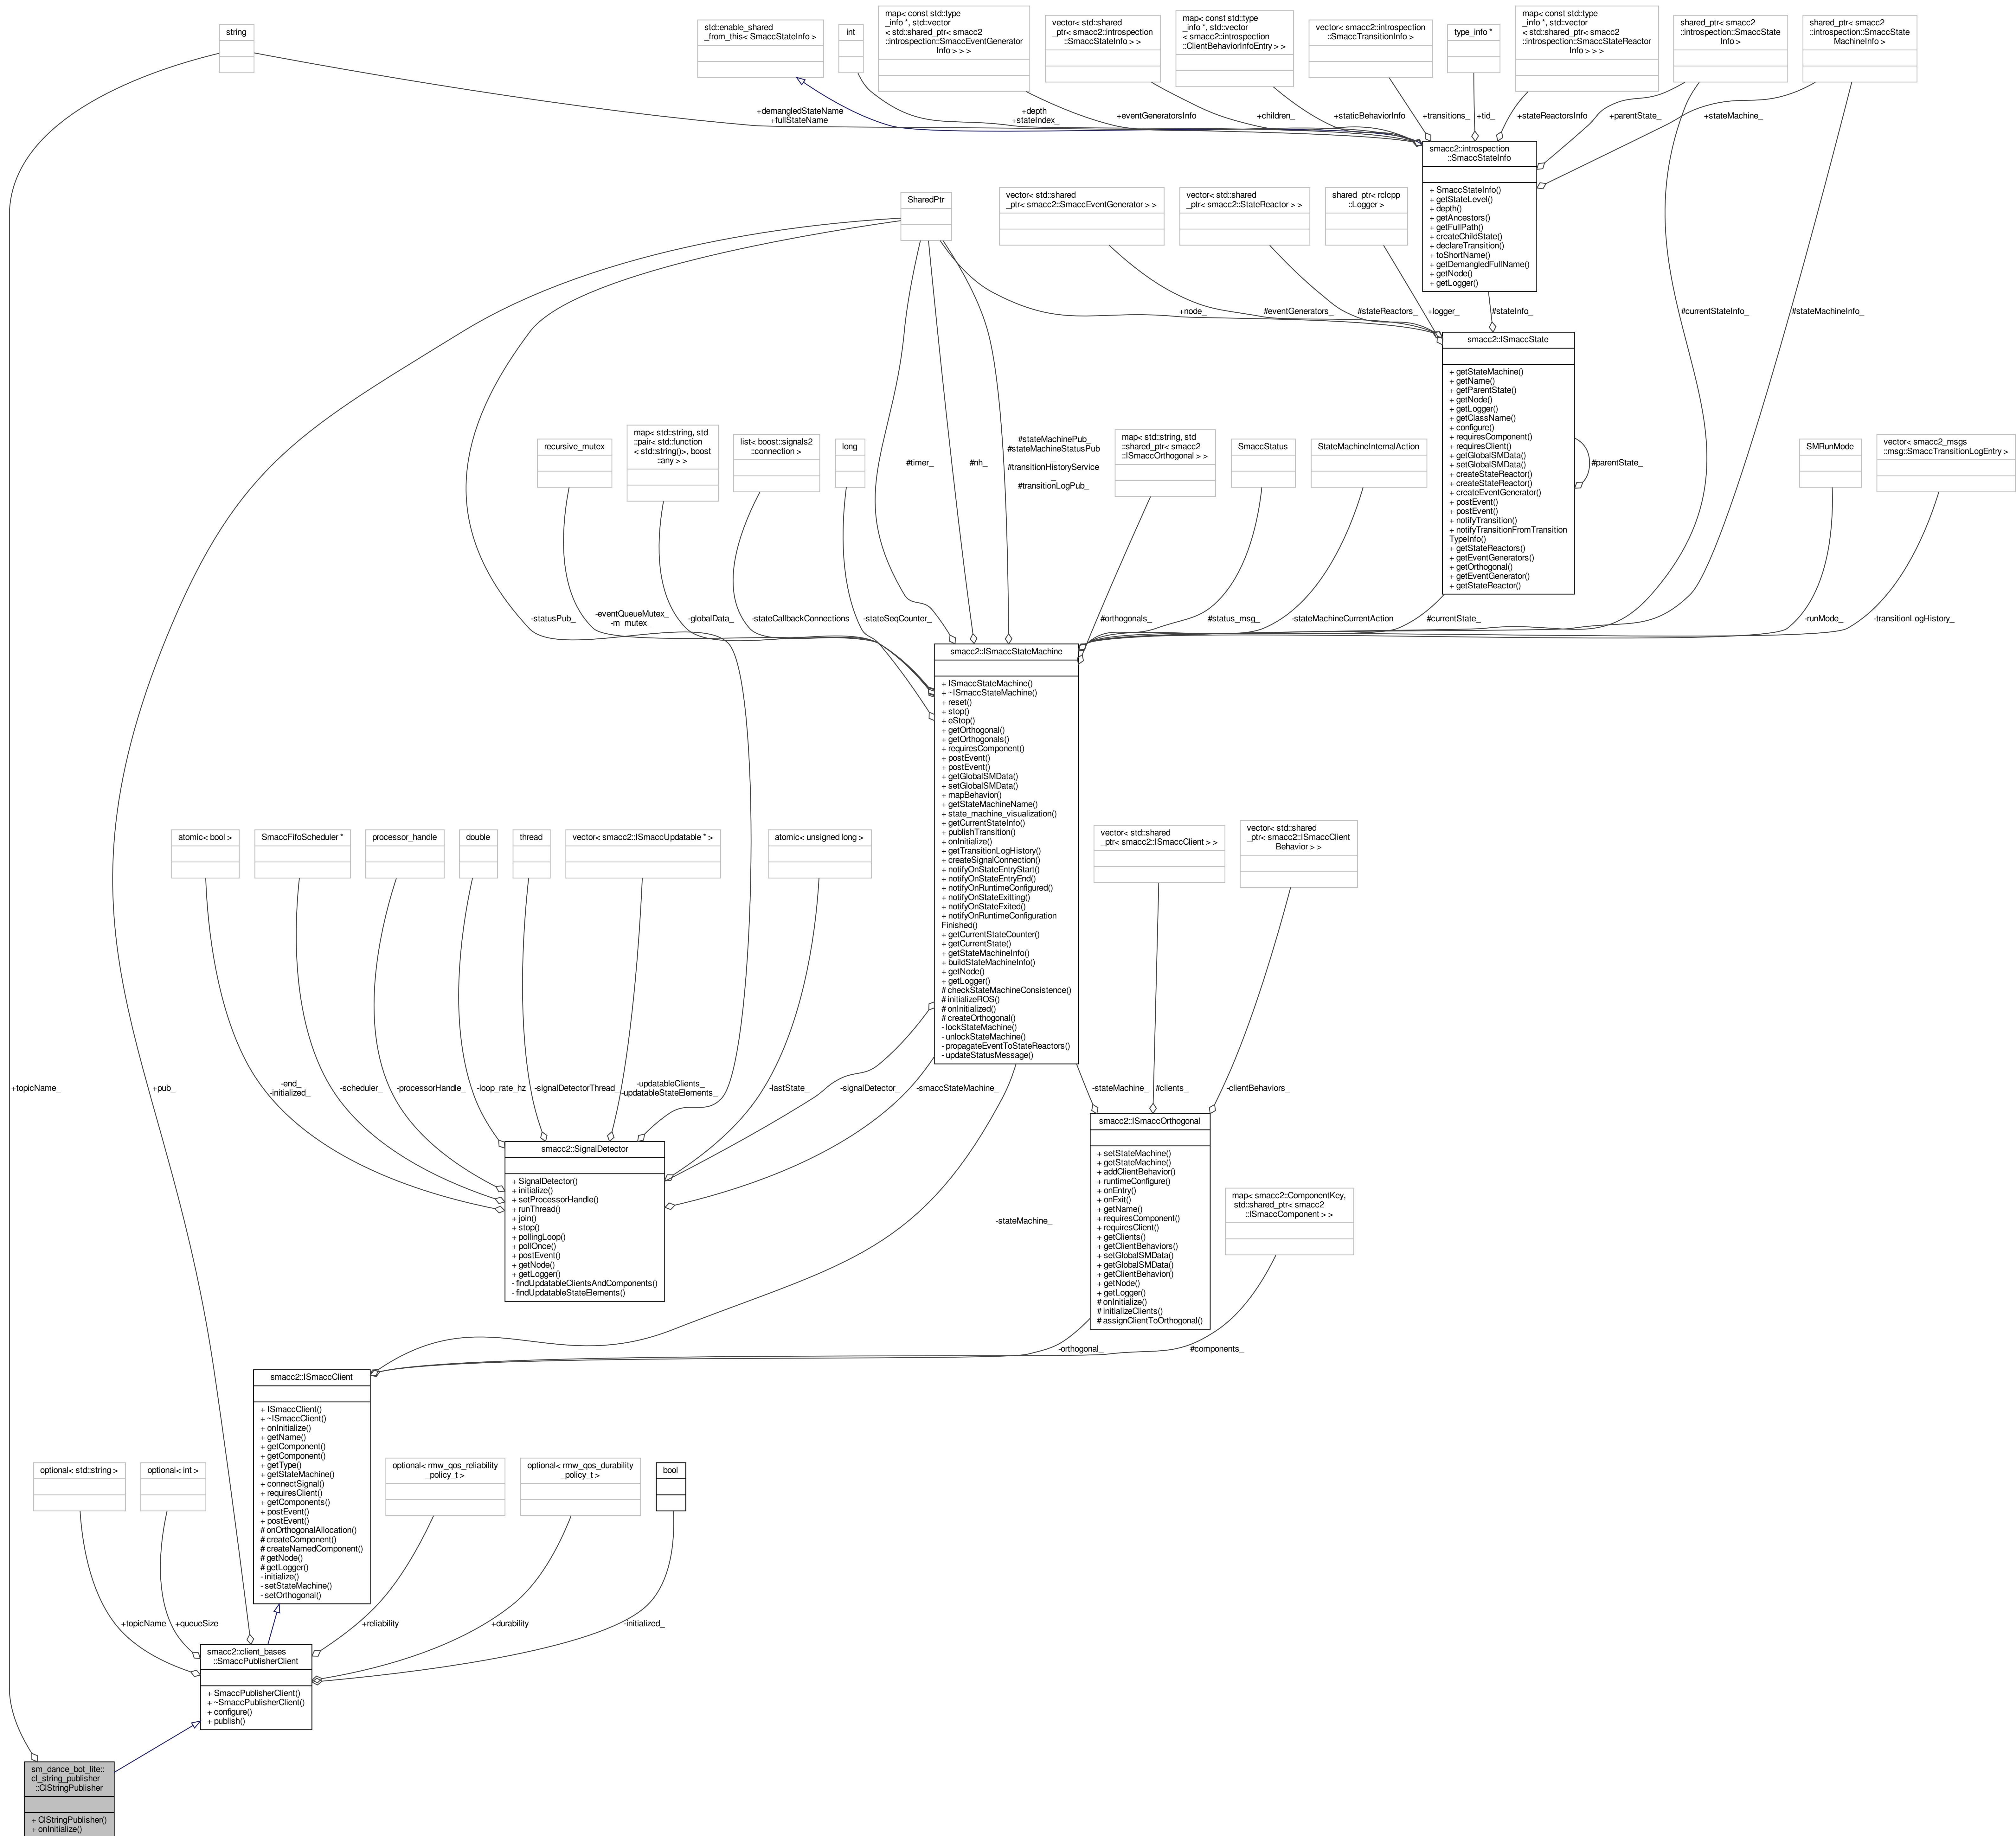 string
std::enable_shared
_from_this< SmaccStateInfo >
int
map< const std::type
_info *, std::vector
< std::shared_ptr< smacc2
::introspection::SmaccEventGenerator
Info > > >
vector< std::shared
_ptr< smacc2::introspection
::SmaccStateInfo > >
map< const std::type
_info *, std::vector
< smacc2::introspection
::ClientBehaviorInfoEntry > >
vector< smacc2::introspection
::SmaccTransitionInfo >
type_info *
map< const std::type
_info *, std::vector
< std::shared_ptr< smacc2
::introspection::SmaccStateReactor
Info > > >
shared_ptr< smacc2
::introspection::SmaccState
Info >
shared_ptr< smacc2
::introspection::SmaccState
MachineInfo >
+demangledStateName
+fullStateName
+depth_
+stateIndex_
+eventGeneratorsInfo
+children_
+staticBehaviorInfo
+transitions_
+tid_
+stateReactorsInfo
+parentState_
+stateMachine_
smacc2::introspection
::SmaccStateInfo
+ SmaccStateInfo()
+ getStateLevel()
+ depth()
+ getAncestors()
+ getFullPath()
+ createChildState()
+ declareTransition()
+ toShortName()
+ getDemangledFullName()
+ getNode()
+ getLogger()
SharedPtr
vector< std::shared
_ptr< smacc2::SmaccEventGenerator > >
vector< std::shared
_ptr< smacc2::StateReactor > >
shared_ptr< rclcpp
::Logger >
+node_
#eventGenerators_
#stateReactors_
+logger_
#stateInfo_
#currentStateInfo_
#stateMachineInfo_
smacc2::ISmaccState
+ getStateMachine()
+ getName()
+ getParentState()
+ getNode()
+ getLogger()
+ getClassName()
+ configure()
+ requiresComponent()
+ requiresClient()
+ getGlobalSMData()
+ setGlobalSMData()
+ createStateReactor()
+ createStateReactor()
+ createEventGenerator()
+ postEvent()
+ postEvent()
+ notifyTransition()
+ notifyTransitionFromTransition
TypeInfo()
+ getStateReactors()
+ getEventGenerators()
+ getOrthogonal()
+ getEventGenerator()
+ getStateReactor()
#parentState_
recursive_mutex
map< std::string, std
::pair< std::function
< std::string()>, boost
::any > >
list< boost::signals2
::connection >
long
#timer_
#nh_
#stateMachinePub_
#stateMachineStatusPub
_
#transitionHistoryService
_
#transitionLogPub_
map< std::string, std
::shared_ptr< smacc2
::ISmaccOrthogonal > >
SmaccStatus
StateMachineInternalAction
SMRunMode
vector< smacc2_msgs
::msg::SmaccTransitionLogEntry >
-statusPub_
-eventQueueMutex_
-m_mutex_
-globalData_
-stateCallbackConnections
-stateSeqCounter_
#orthogonals_
#status_msg_
-stateMachineCurrentAction
#currentState_
-runMode_
-transitionLogHistory_
smacc2::ISmaccStateMachine
+ ISmaccStateMachine()
+ ~ISmaccStateMachine()
+ reset()
+ stop()
+ eStop()
+ getOrthogonal()
+ getOrthogonals()
+ requiresComponent()
+ postEvent()
+ postEvent()
+ getGlobalSMData()
+ setGlobalSMData()
+ mapBehavior()
+ getStateMachineName()
+ state_machine_visualization()
+ getCurrentStateInfo()
+ publishTransition()
+ onInitialize()
+ getTransitionLogHistory()
+ createSignalConnection()
+ notifyOnStateEntryStart()
+ notifyOnStateEntryEnd()
+ notifyOnRuntimeConfigured()
+ notifyOnStateExitting()
+ notifyOnStateExited()
+ notifyOnRuntimeConfiguration
Finished()
+ getCurrentStateCounter()
+ getCurrentState()
+ getStateMachineInfo()
+ buildStateMachineInfo()
+ getNode()
+ getLogger()
# checkStateMachineConsistence()
# initializeROS()
# onInitialized()
# createOrthogonal()
- lockStateMachine()
- unlockStateMachine()
- propagateEventToStateReactors()
- updateStatusMessage()
atomic< bool >
SmaccFifoScheduler *
processor_handle
double
thread
vector< smacc2::ISmaccUpdatable * >
atomic< unsigned long >
vector< std::shared
_ptr< smacc2::ISmaccClient > >
vector< std::shared
_ptr< smacc2::ISmaccClient
Behavior > >
+topicName_
+pub_
-end_
-initialized_
-scheduler_
-processorHandle_
-loop_rate_hz
-signalDetectorThread_
-updatableClients_
-updatableStateElements_
-lastState_
-signalDetector_
-smaccStateMachine_
-stateMachine_
#clients_
-clientBehaviors_
smacc2::SignalDetector
+ SignalDetector()
+ initialize()
+ setProcessorHandle()
+ runThread()
+ join()
+ stop()
+ pollingLoop()
+ pollOnce()
+ postEvent()
+ getNode()
+ getLogger()
- findUpdatableClientsAndComponents()
- findUpdatableStateElements()
smacc2::ISmaccOrthogonal
+ setStateMachine()
+ getStateMachine()
+ addClientBehavior()
+ runtimeConfigure()
+ onEntry()
+ onExit()
+ getName()
+ requiresComponent()
+ requiresClient()
+ getClients()
+ getClientBehaviors()
+ setGlobalSMData()
+ getGlobalSMData()
+ getClientBehavior()
+ getNode()
+ getLogger()
# onInitialize()
# initializeClients()
# assignClientToOrthogonal()
map< smacc2::ComponentKey,
std::shared_ptr< smacc2
::ISmaccComponent > >
-stateMachine_
-orthogonal_
#components_
smacc2::ISmaccClient
+ ISmaccClient()
+ ~ISmaccClient()
+ onInitialize()
+ getName()
+ getComponent()
+ getComponent()
+ getType()
+ getStateMachine()
+ connectSignal()
+ requiresClient()
+ getComponents()
+ postEvent()
+ postEvent()
# onOrthogonalAllocation()
# createComponent()
# createNamedComponent()
# getNode()
# getLogger()
- initialize()
- setStateMachine()
- setOrthogonal()
optional< std::string >
optional< int >
optional< rmw_qos_reliability
_policy_t >
optional< rmw_qos_durability
_policy_t >
bool
+topicName
+queueSize
+reliability
+durability
-initialized_
smacc2::client_bases
::SmaccPublisherClient
+ SmaccPublisherClient()
+ ~SmaccPublisherClient()
+ configure()
+ publish()
sm_dance_bot_lite::
cl_string_publisher
::ClStringPublisher
+ ClStringPublisher()
+ onInitialize()